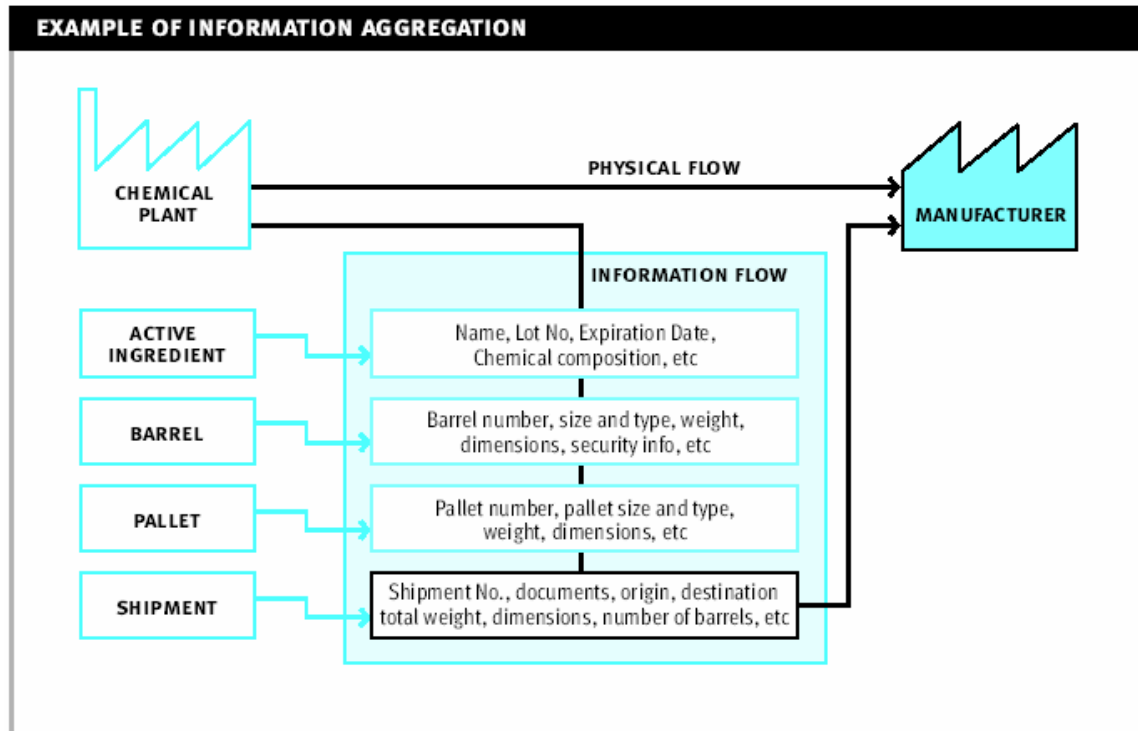 EXAMPLE OF INFORMATION AGGREGATION
PHYSICAL FLOW
CHEMICAL
PLANT
MANUFACTURER
INFORMATION FLOW
ACTIVE
INGREDIENT
Name, Lot No, Expiration Date,
Chemical composition, etc
BARREL
Barrel number, size and type, weight,
dimensions, security info, etc
PALLET
Pallet number, pallet size and type,
weight, dimensions, etc
SHIPMENT
Shipment No., documents, origin, destination
total weight, dimensions, number of barrels, etc